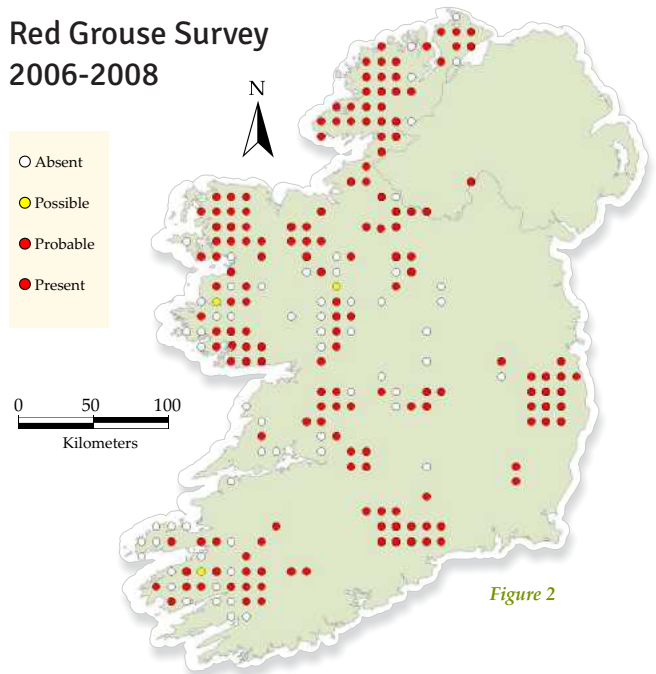 Red Grouse Survey
2006-2008
N
Absent
Possible
Probable
Present
0 50 100
Kilometers
Figure 2